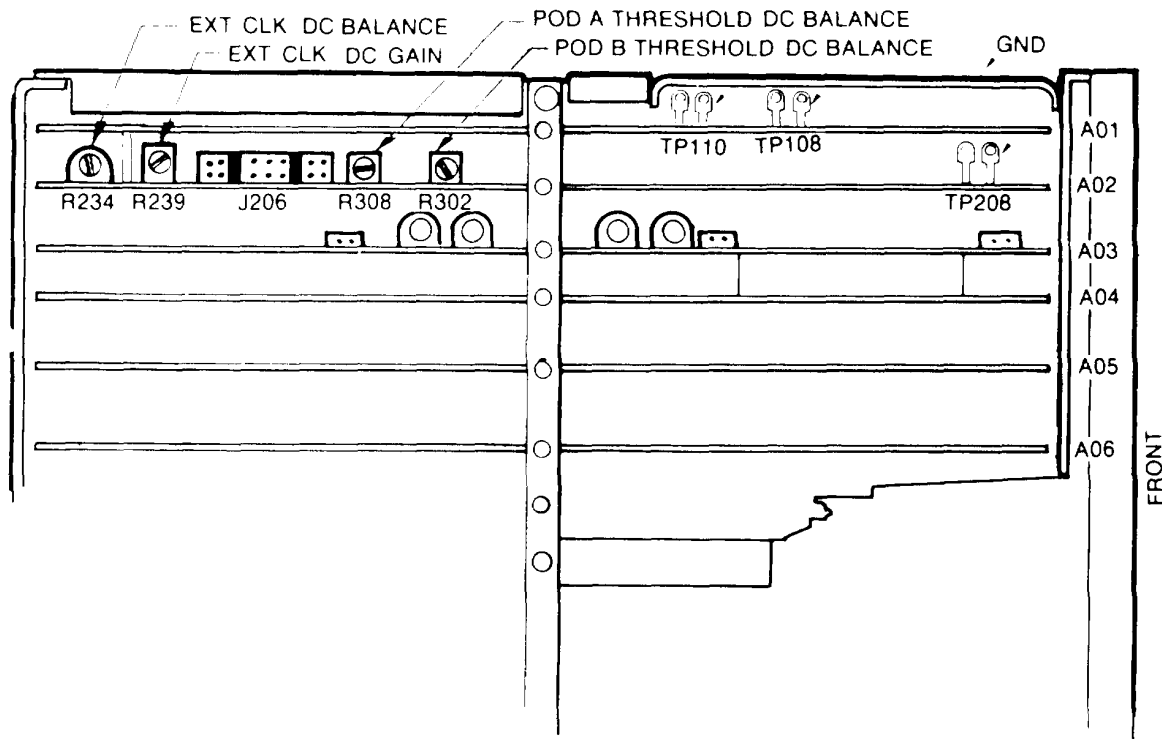 EXT CLK DC BALANCE
EXT CLK DC GAIN
POD A THRESHOLD DC BALANCE
POD B THRESHOLD DC BALANCE
GND
TP110
TP108
A01
A02
R234
R239
J206
R308
R302
TP208
A03
A04
A05
A06
FRONT